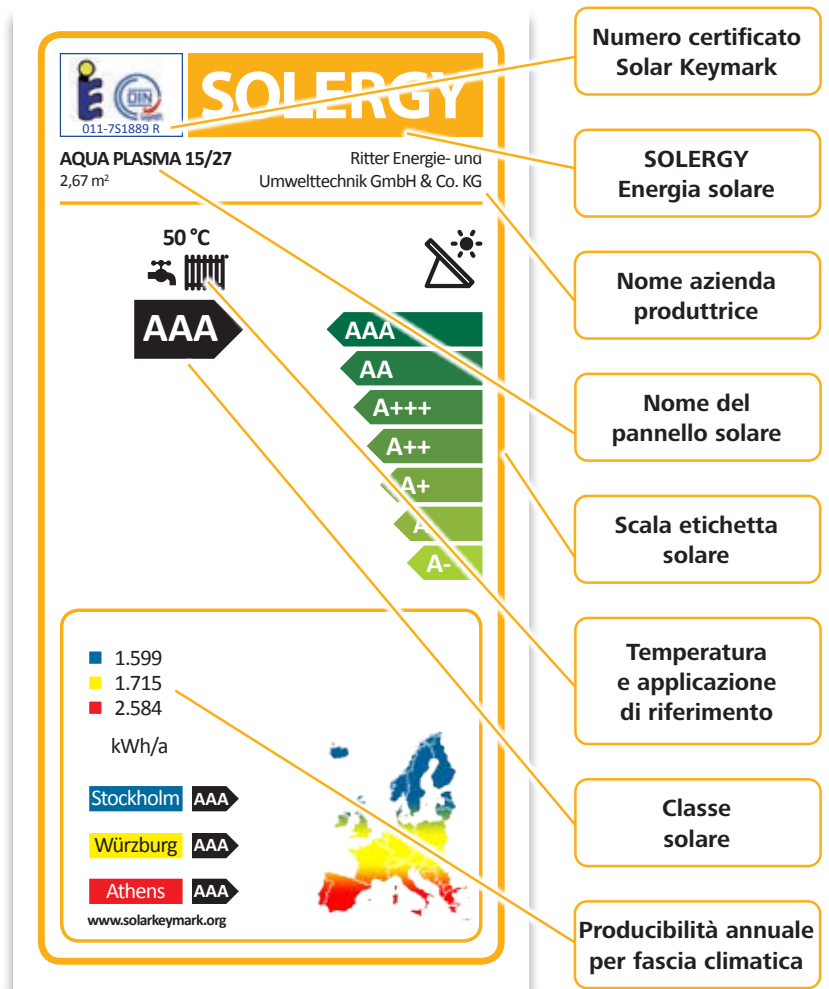 DIN
011-7S1889 R
SOLERGY
AQUA PLASMA 15/27
2,67 m²
Ritter Energie- und
Umwelttechnik GmbH & Co. KG
50 °C
AAA
AAA
AA
A+++
A++
A+
A
A-
1.599
1.715
2.584
kWh/a
Stockholm AAA
Würzburg AAA
Athens AAA
www.solarkeymark.org
Numero certificato
Solar Keymark
SOLERGY
Energia solare
Nome azienda
produttrice
Nome del
pannello solare
Scala etichetta
solare
Temperatura
e applicazione
di riferimento
Classe
solare
Producibilità annuale
per fascia climatica